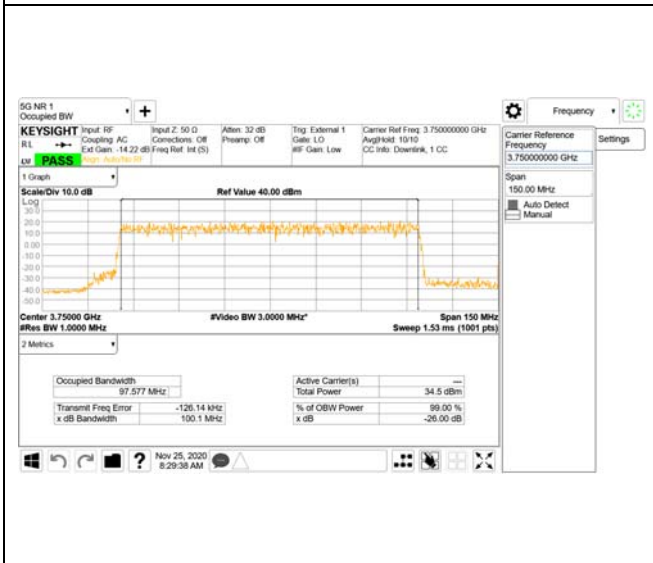 5G NR 1
Occupied BW
+
Frequency
KEYSIGHT
RL
LM PASS
Input: RF
Coupling: AC
Ext Gain: -14.22 dB
Align: Auto/No RF
Input Z: 50 Ω
Corrections: Off
Freq Ref: Int (S)
Atten: 32 dB
Preamp: Off
Trig: External 1
Gate: LO
#IF Gain: Low
Carrier Ref Freq: 3.750000000 GHz
Avg|Hold: 10/10
CC Info: Downlink, 1 CC
Carrier Reference
Frequency
3.750000000 GHz
Settings
Span
150.00 MHz
Auto Detect
Manual
1 Graph
Scale/Div 10.0 dB
Ref Value 40.00 dBm
Log
30.0
20.0
10.0
0.00
-10.0
-20.0
-30.0
-40.0
-50.0
Center 3.75000 GHz
#Video BW 3.0000 MHz*
Span 150 MHz
#Res BW 1.0000 MHz
Sweep 1.53 ms (1001 pts)
2 Metrics
Occupied Bandwidth
97.577 MHz
Active Carrier(s) ---
Total Power 34.5 dBm
Transmit Freq Error -126.14 kHz
% of OBW Power 99.00 %
x dB Bandwidth 100.1 MHz
x dB -26.00 dB
?
Nov 25, 2020
8:29:38 AM